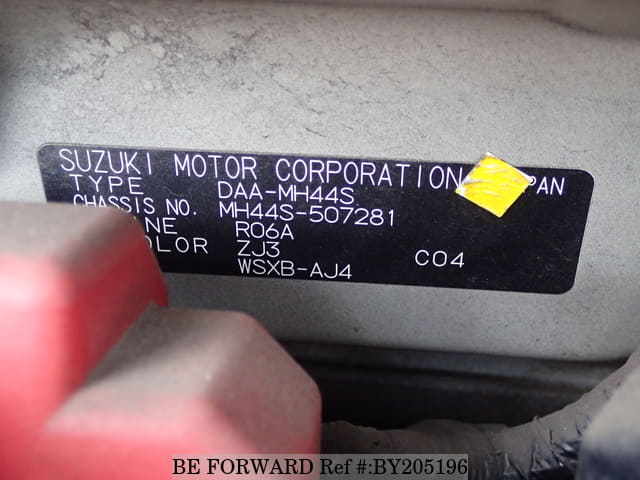 SUZUKI MOTOR CORPORATION PAN
TYPE DAA-MH44S
CHASSIS NO. MH44S-507281
NE R06A
OLOR ZJ3 C04
WSXB-AJ4
BE FORWARD Ref #:BY205196